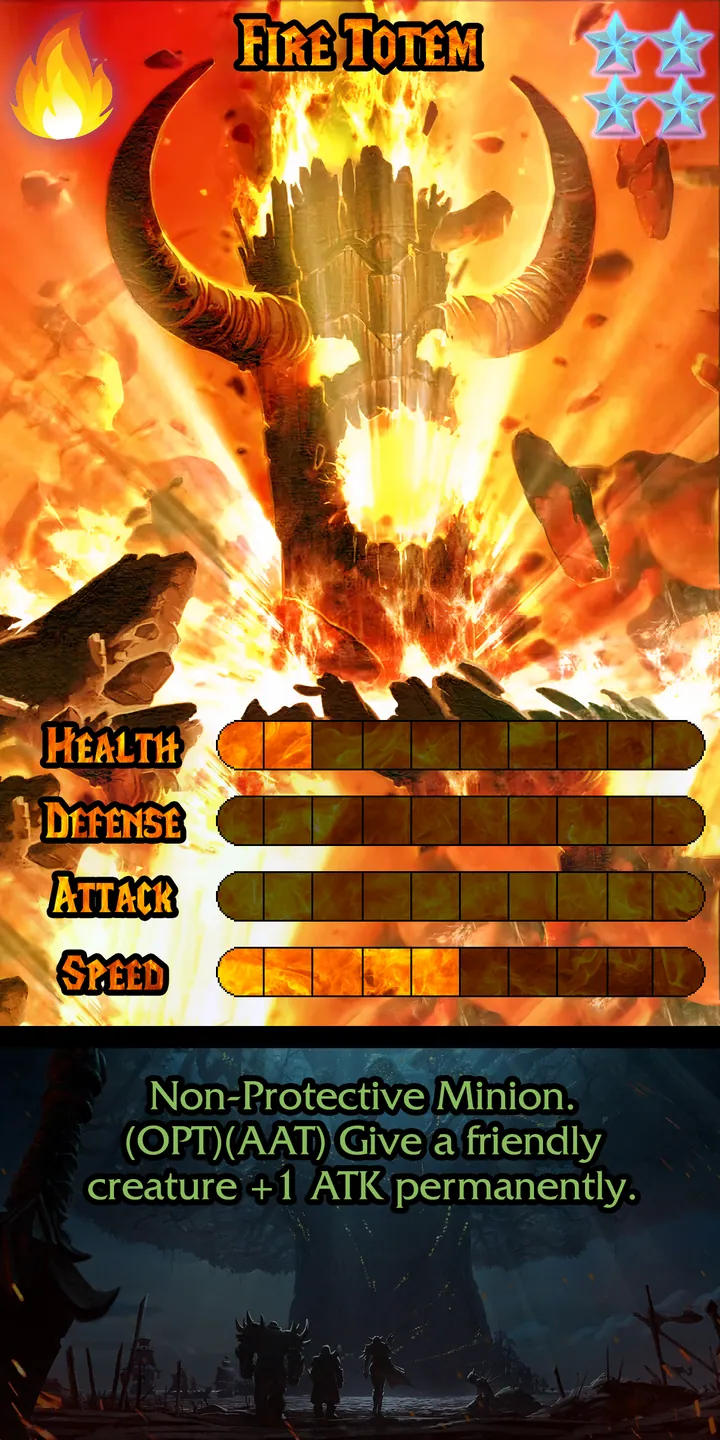 Fire Totem
Health
Defense
Attack
Speed
Non-Protective Minion.
(OPT)(AAT) Give a friendly
creature +1 ATK permanently.